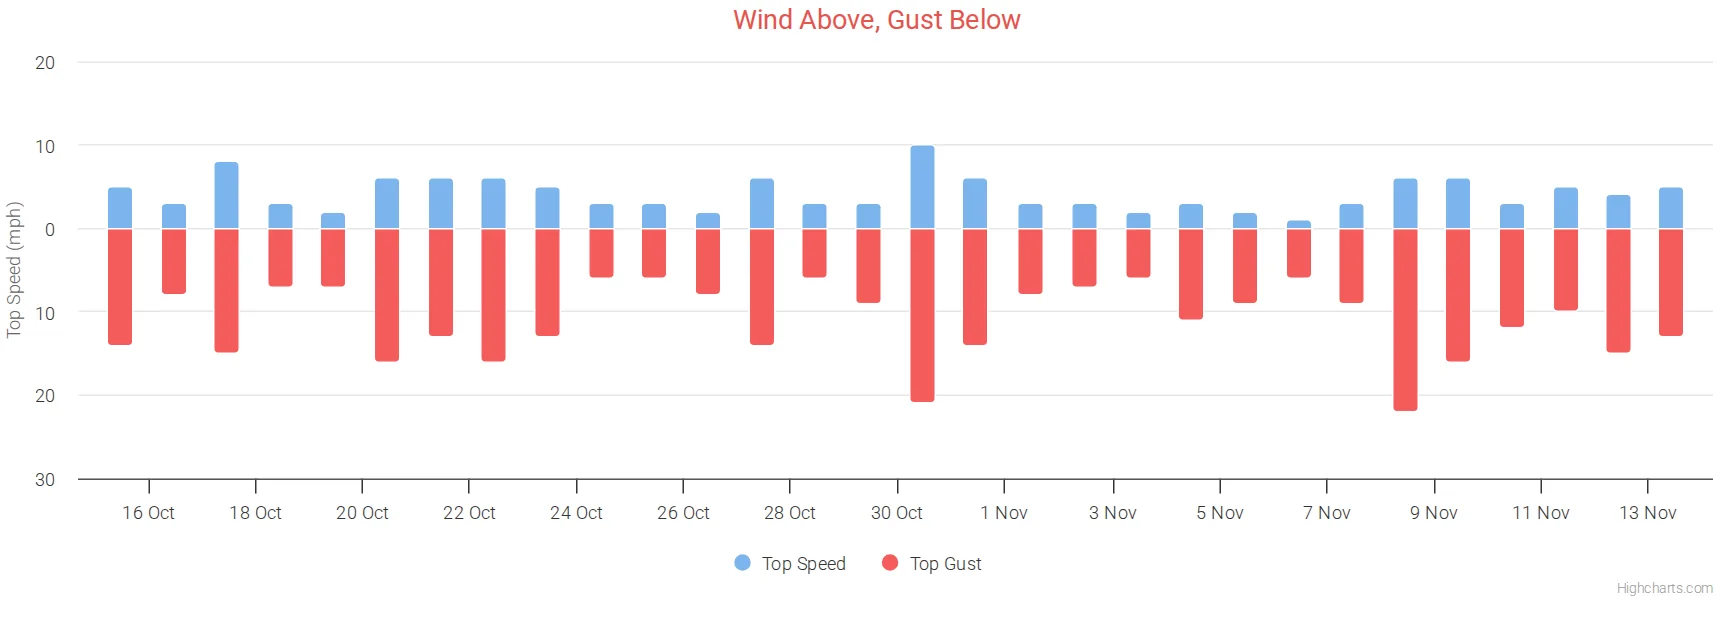 Wind Above, Gust Below
20
10
0
10
20
30
Top Speed (mph)
16 Oct 18 Oct 20 Oct 22 Oct 24 Oct 26 Oct 28 Oct 30 Oct 1 Nov 3 Nov 5 Nov 7 Nov 9 Nov 11 Nov 13 Nov
Top Speed Top Gust
Highcharts.com